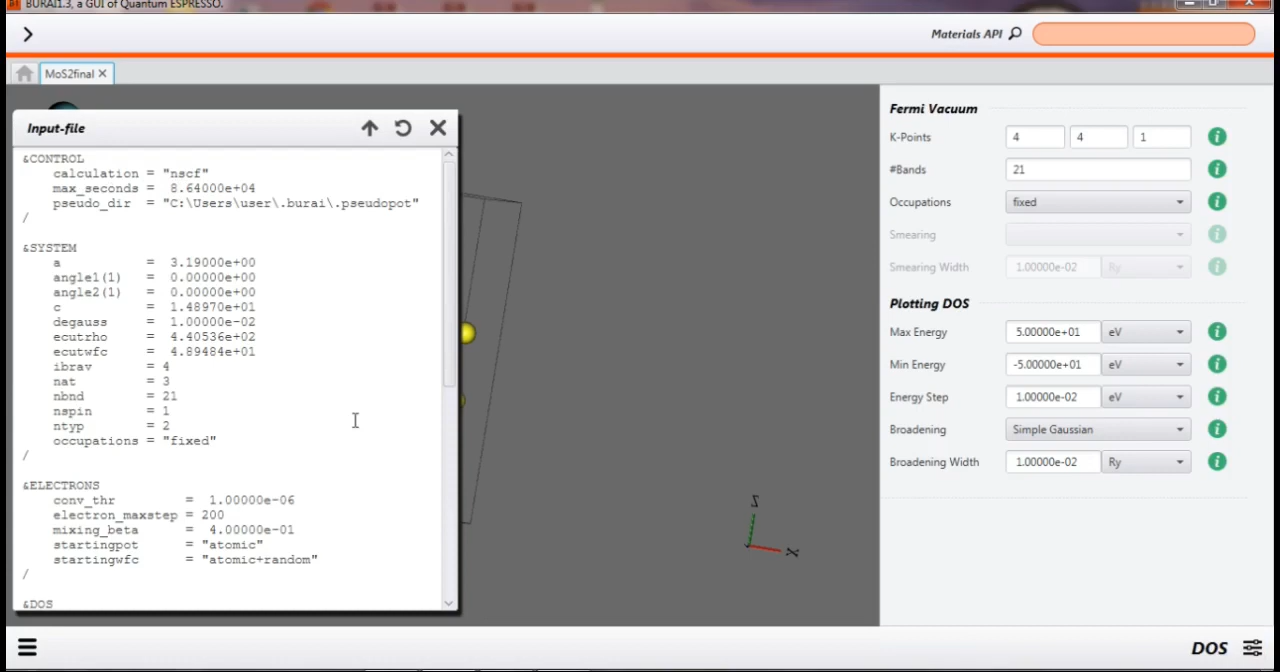 BURAI1.3, a GUI of Quantum ESPRESSO.
Materials API
MoS2final
Input-file
&CONTROL
calculation = "nscf"
max_seconds = 8.64000e+04
pseudo_dir = "C:\Users\user\.burai\.pseudopot"
/
&SYSTEM
a = 3.19000e+00
angle1(1) = 0.00000e+00
angle2(1) = 0.00000e+00
c = 1.48970e+01
degauss = 1.00000e-02
ecutrho = 4.40536e+02
ecutwfc = 4.89484e+01
ibrav = 4
nat = 3
nbnd = 21
nspin = 1
ntyp = 2
occupations = "fixed"
/
&ELECTRONS
conv_thr = 1.00000e-06
electron_maxstep = 200
mixing_beta = 4.00000e-01
startingpot = "atomic"
startingwfc = "atomic+random"
/
&DOS
Z
X
Fermi Vacuum
K-Points 4 4 1
#Bands 21
Occupations fixed
Smearing
Smearing Width 1.00000e-02 Ry
Plotting DOS
Max Energy 5.00000e+01 eV
Min Energy -5.00000e+01 eV
Energy Step 1.00000e-02 eV
Broadening Simple Gaussian
Broadening Width 1.00000e-02 Ry
DOS